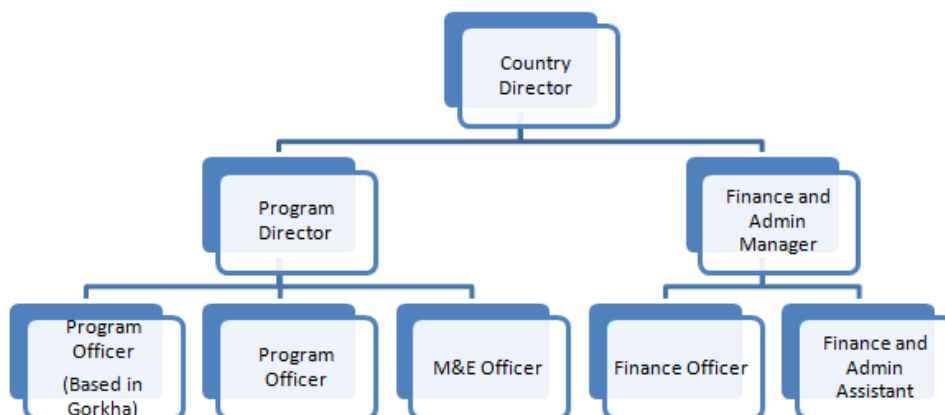 Country
Director
Program
Director
Finance and
Admin
Manager
Program
Officer
(Based in
Gorkha)
Program
Officer
M&E Officer
Finance Officer
Finance and
Admin
Assistant